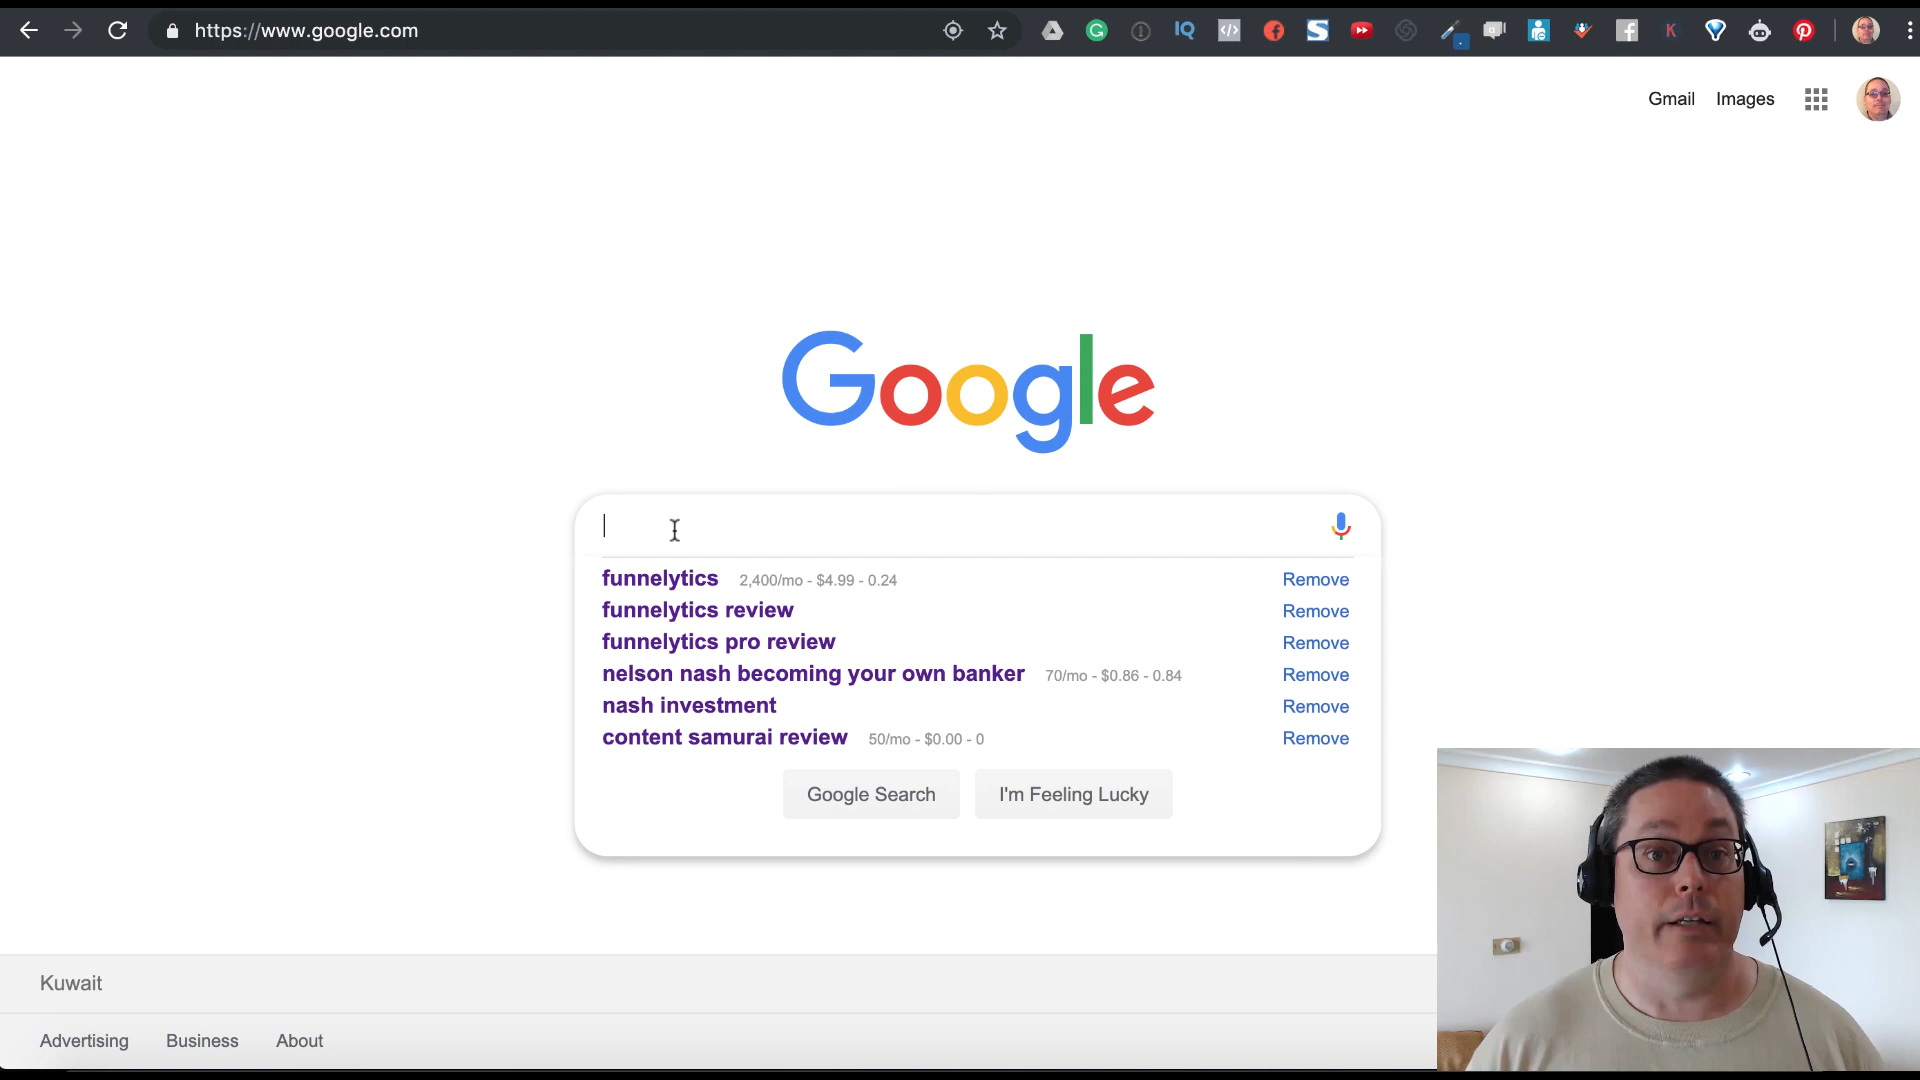 https://www.google.com
Gmail Images
Google
funnelytics 2,400/mo - $4.99 - 0.24 Remove
funnelytics review Remove
funnelytics pro review Remove
nelson nash becoming your own banker 70/mo - $0.86 - 0.84 Remove
nash investment Remove
content samurai review 50/mo - $0.00 - 0 Remove
Google Search I'm Feeling Lucky
Kuwait
Advertising Business About